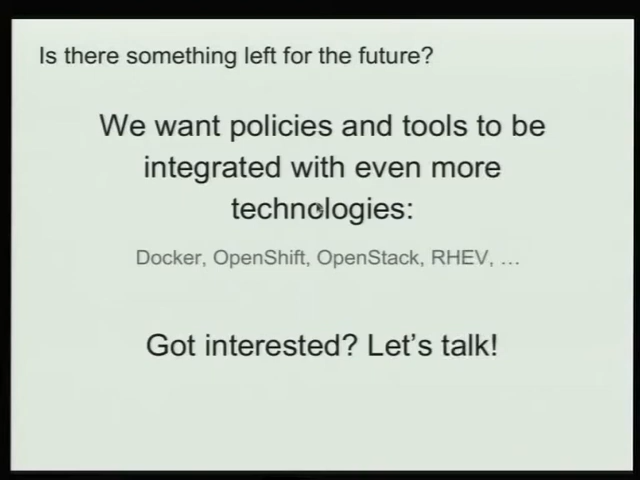 Is there something left for the future?
We want policies and tools to be
integrated with even more
technologies:
Docker, OpenShift, OpenStack, RHEV, …
Got interested? Let’s talk!